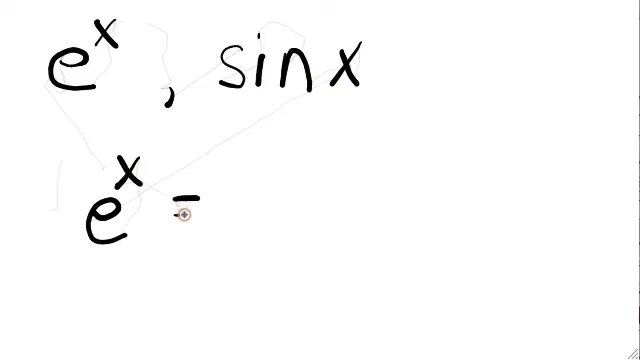 e^x , sin x
e^x =